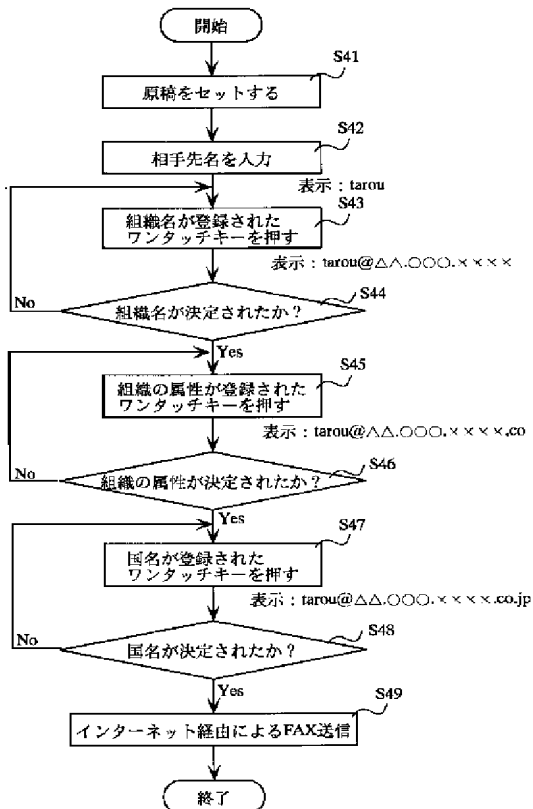 開始
S41
原稿をセットする
S42
相手先名を入力
表示：tarou
S43
組織名が登録された
ワンタッチキーを押す
表示：tarou@△△.○○○.××××
S44
組織名が決定されたか？
No
Yes
S45
組織の属性が登録された
ワンタッチキーを押す
表示：tarou@△△.○○○.××××.co
S46
組織の属性が決定されたか？
No
Yes
S47
国名が登録された
ワンタッチキーを押す
表示：tarou@△△.○○○.××××.co.jp
S48
国名が決定されたか？
No
Yes
S49
インターネット経由によるFAX送信
終了